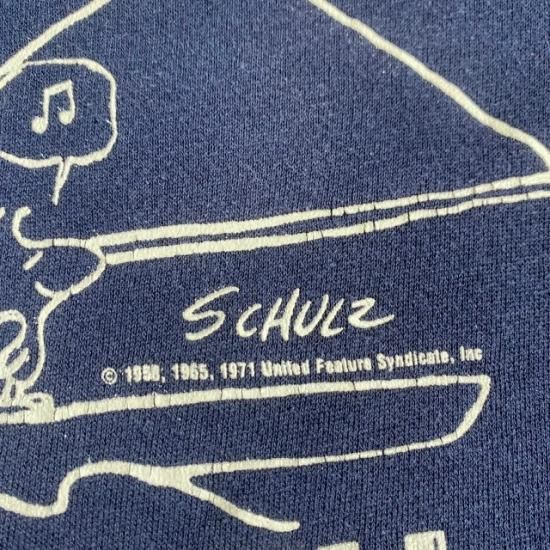 SCHULZ
© 1958, 1965, 1971 United Feature Syndicate, Inc